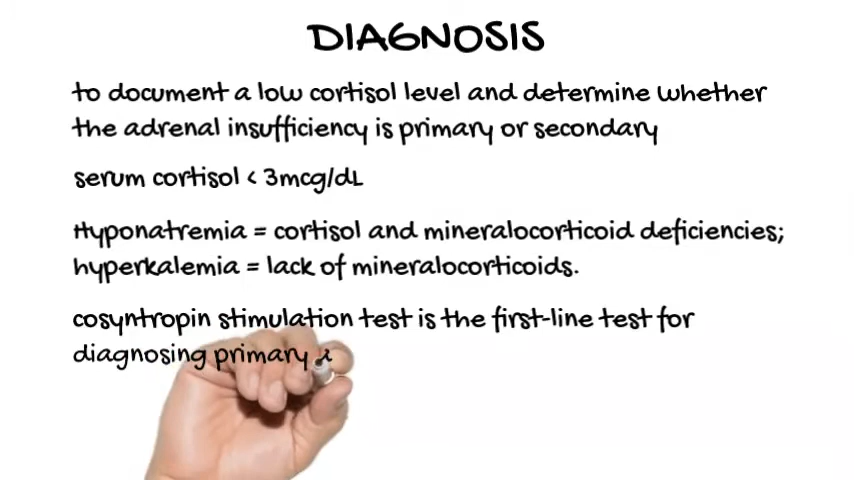 DIAGNOSIS
to document a low cortisol level and determine whether
the adrenal insufficiency is primary or secondary
serum cortisol < 3mcg/dL
Hyponatremia = cortisol and mineralocorticoid deficiencies;
hyperkalemia = lack of mineralocorticoids.
cosyntropin stimulation test is the first-line test for
diagnosing primary